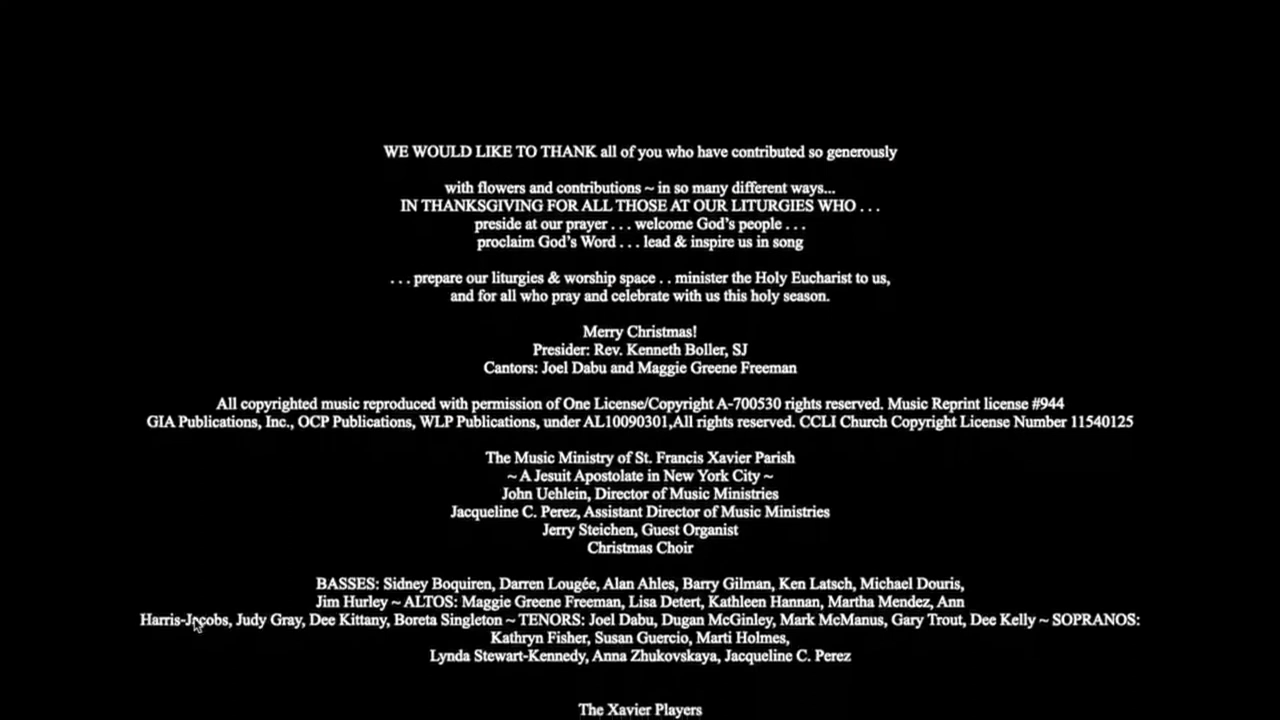 WE WOULD LIKE TO THANK all of you who have contributed so generously
with flowers and contributions ~ in so many different ways...
IN THANKSGIVING FOR ALL THOSE AT OUR LITURGIES WHO . . .
preside at our prayer . . . welcome God's people . . .
proclaim God's Word . . . lead & inspire us in song
. . . prepare our liturgies & worship space . . minister the Holy Eucharist to us,
and for all who pray and celebrate with us this holy season.
Merry Christmas!
Presider: Rev. Kenneth Boller, SJ
Cantors: Joel Dabu and Maggie Greene Freeman
All copyrighted music reproduced with permission of One License/Copyright A-700530 rights reserved. Music Reprint license #944
GIA Publications, Inc., OCP Publications, WLP Publications, under AL10090301,All rights reserved. CCLI Church Copyright License Number 11540125
The Music Ministry of St. Francis Xavier Parish
~ A Jesuit Apostolate in New York City ~
John Uehlein, Director of Music Ministries
Jacqueline C. Perez, Assistant Director of Music Ministries
Jerry Steichen, Guest Organist
Christmas Choir
BASSES: Sidney Boquiren, Darren Lougée, Alan Ahles, Barry Gilman, Ken Latsch, Michael Douris,
Jim Hurley ~ ALTOS: Maggie Greene Freeman, Lisa Detert, Kathleen Hannan, Martha Mendez, Ann
Harris-Jacobs, Judy Gray, Dee Kittany, Boreta Singleton ~ TENORS: Joel Dabu, Dugan McGinley, Mark McManus, Gary Trout, Dee Kelly ~ SOPRANOS:
Kathryn Fisher, Susan Guercio, Marti Holmes,
Lynda Stewart-Kennedy, Anna Zhukovskaya, Jacqueline C. Perez
The Xavier Players